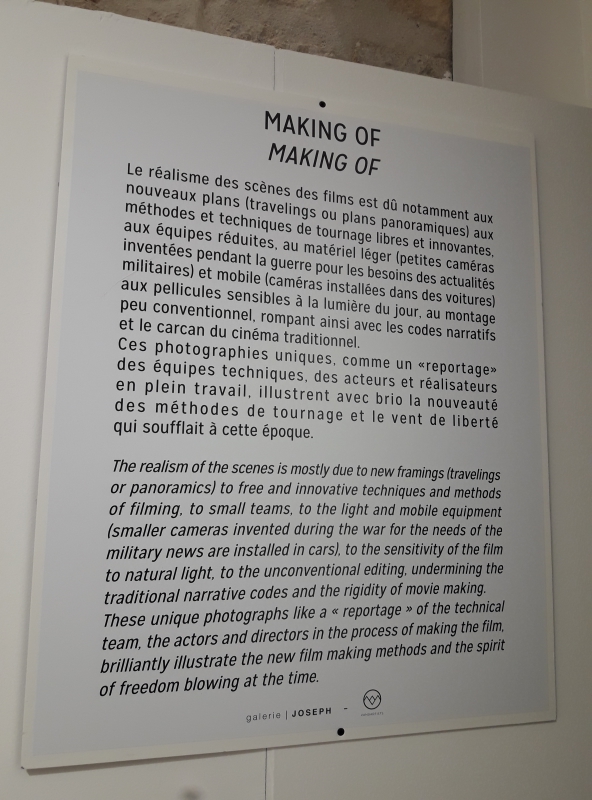 MAKING OF
MAKING OF
Le réalisme des scènes des films est dû notamment aux
nouveaux plans (travelings ou plans panoramiques) aux
méthodes et techniques de tournage libres et innovantes,
aux équipes réduites, au matériel léger (petites caméras
inventées pendant la guerre pour les besoins des actualités
militaires) et mobile (caméras installées dans des voitures)
aux pellicules sensibles à la lumière du jour, au montage
peu conventionnel, rompant ainsi avec les codes narratifs
et le carcan du cinéma traditionnel.
Ces photographies uniques, comme un «reportage»
des équipes techniques, des acteurs et réalisateurs
en plein travail, illustrent avec brio la nouveauté
des méthodes de tournage et le vent de liberté
qui soufflait à cette époque.
The realism of the scenes is mostly due to new framings (travelings
or panoramics) to free and innovative techniques and methods
of filming, to small teams, to the light and mobile equipment
(smaller cameras invented during the war for the needs of the
military news are installed in cars), to the sensitivity of the film
to natural light, to the unconventional editing, undermining the
traditional narrative codes and the rigidity of movie making.
These unique photographs like a « reportage » of the technical
team, the actors and directors in the process of making the film,
brilliantly illustrate the new film making methods and the spirit
of freedom blowing at the time.
galerie | JOSEPH -